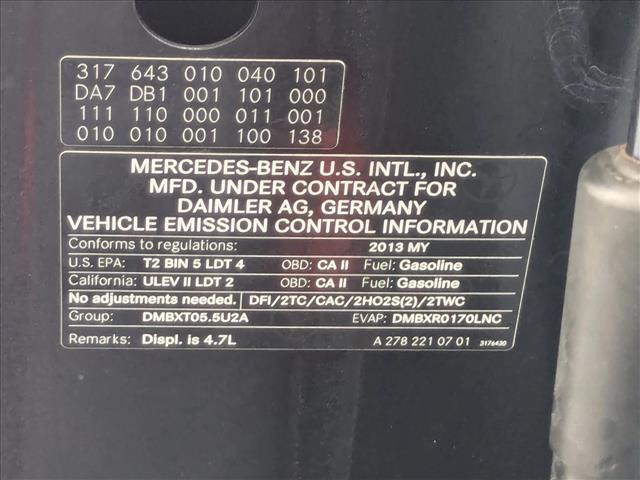 317 643 010 040 101
DA7 DB1 001 101 000
111 110 000 011 001
010 010 001 100 138
MERCEDES-BENZ U.S. INTL., INC.
MFD. UNDER CONTRACT FOR
DAIMLER AG, GERMANY
VEHICLE EMISSION CONTROL INFORMATION
Conforms to regulations: 2013 MY
U.S. EPA: T2 BIN 5 LDT 4 OBD: CA II Fuel: Gasoline
California: ULEV II LDT 2 OBD: CA II Fuel: Gasoline
No adjustments needed. DFI/2TC/CAC/2HO2S(2)/2TWC
Group: DMBXT05.5U2A EVAP: DMBXR0170LNC
Remarks: Displ. is 4.7L A 278 221 07 01 3176430